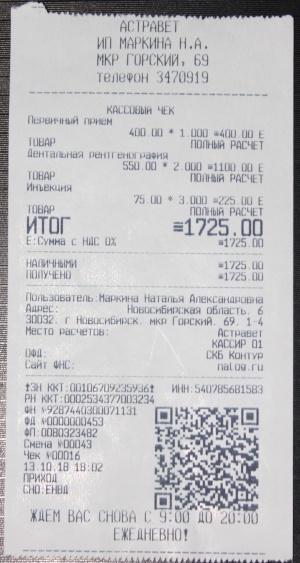 АСТРАВЕТ
ИП МАРКИНА Н.А.
МКР ГОРСКИЙ, 69
телефон 3470919
КАССОВЫЙ ЧЕК
Первичный прием
400.00 * 1.000 =400.00 Е
ТОВАР ПОЛНЫЙ РАСЧЕТ
Дентальная рентгенография
550.00 * 2.000 =1100.00 Е
ТОВАР ПОЛНЫЙ РАСЧЕТ
Инъекция
75.00 * 3.000 =225.00 Е
ТОВАР ПОЛНЫЙ РАСЧЕТ
ИТОГ =1725.00
Е:Сумма с НДС 0% =1725.00
НАЛИЧНЫМИ =1725.00
ПОЛУЧЕНО =1725.00
Пользователь:Маркина Наталья Александровна
Адрес: Новосибирская область, 6
30032, г Новосибирск, мкр Горский, 69, 1-4
Место расчетов: Астравет
КАССИР 01
ОФД: СКБ Контур
Сайт ФНС: nalog.ru
!ЗН ККТ:00106709235936! ИНН:540785681583
РН ККТ:0002534377003234
ФН №9287440300071131
ФД №0000000453
ФП:0080323482
Смена №00043
Чек №00016
13.10.18 18:02
ПРИХОД
СНО:ЕНВД
ЖДЕМ ВАС СНОВА С 9:00 ДО 20:00
ЕЖЕДНЕВНО!